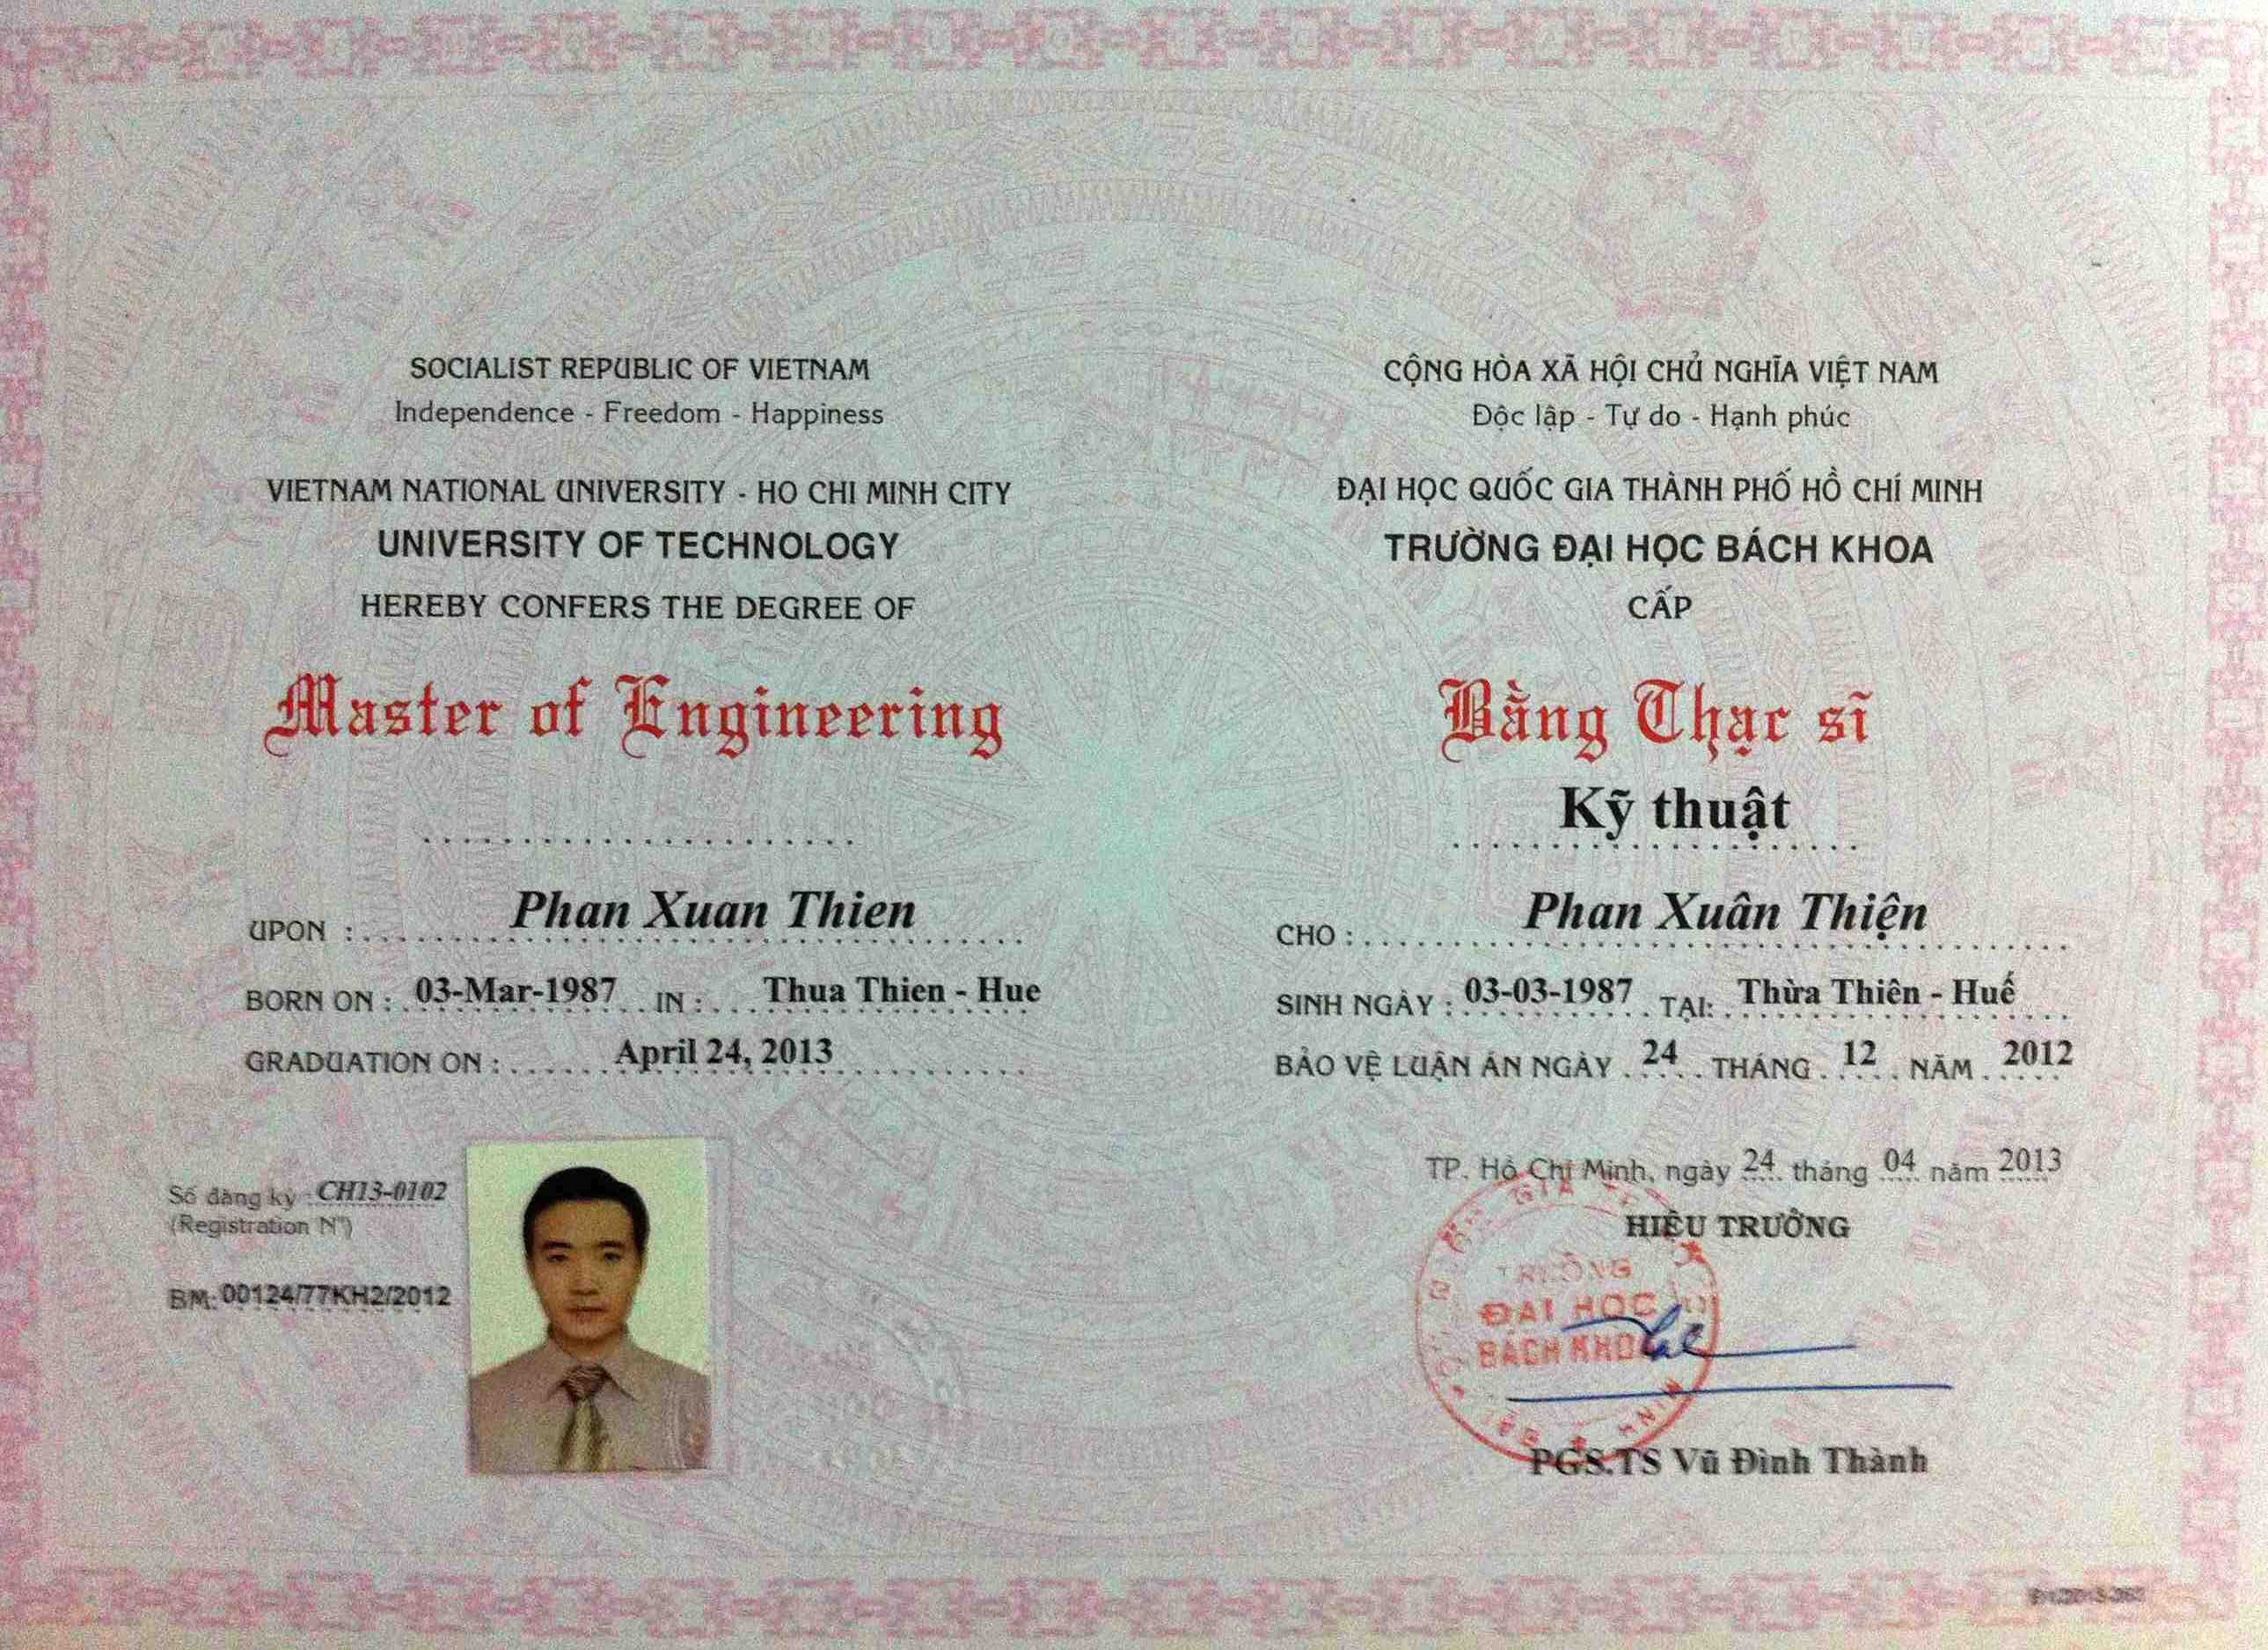 SOCIALIST REPUBLIC OF VIETNAM
Independence - Freedom - Happiness
VIETNAM NATIONAL UNIVERSITY - HO CHI MINH CITY
UNIVERSITY OF TECHNOLOGY
HEREBY CONFERS THE DEGREE OF
Master of Engineering
UPON : Phan Xuan Thien
BORN ON : 03-Mar-1987 IN : Thua Thien - Hue
GRADUATION ON : April 24, 2013
Số đăng ký : CH13-0102
(Registration N°)
BM: 00124/77KH2/2012
CỘNG HÒA XÃ HỘI CHỦ NGHĨA VIỆT NAM
Độc lập - Tự do - Hạnh phúc
ĐẠI HỌC QUỐC GIA THÀNH PHỐ HỒ CHÍ MINH
TRƯỜNG ĐẠI HỌC BÁCH KHOA
CẤP
Bằng Thạc sĩ
Kỹ thuật
CHO : Phan Xuân Thiện
SINH NGÀY : 03-03-1987 TẠI: Thừa Thiên - Huế
BẢO VỆ LUẬN ÁN NGÀY 24 THÁNG 12 NĂM 2012
TP. Hồ Chí Minh, ngày 24 tháng 04 năm 2013
HIỆU TRƯỞNG
TRƯỜNG
ĐẠI HỌC
BÁCH KHOA
PGS.TS Vũ Đình Thành